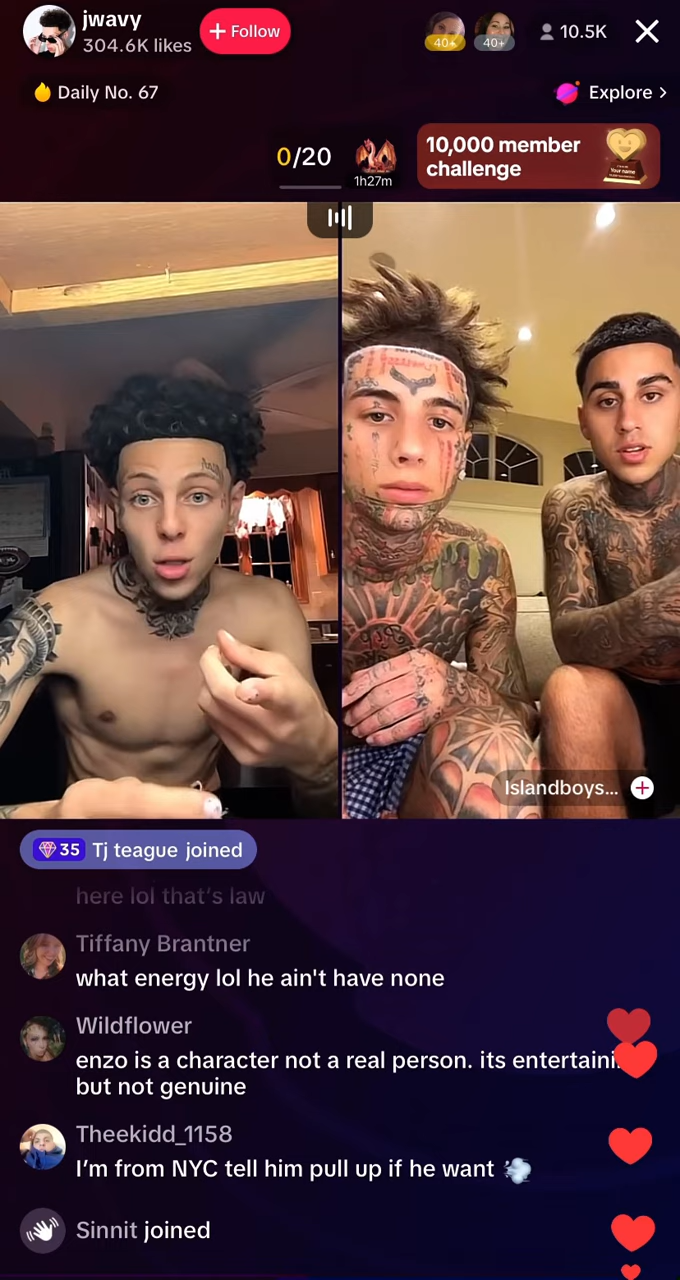 jwavy
304.6K likes
+ Follow
40+
40+
10.5K
Daily No. 67
Explore >
0/20
1h27m
10,000 member
challenge
Your name
Islandboys...
35 Tj teague joined
here lol that's law
Tiffany Brantner
what energy lol he ain't have none
Wildflower
enzo is a character not a real person. its entertaini
but not genuine
Theekidd_1158
I'm from NYC tell him pull up if he want 💨
Sinnit joined